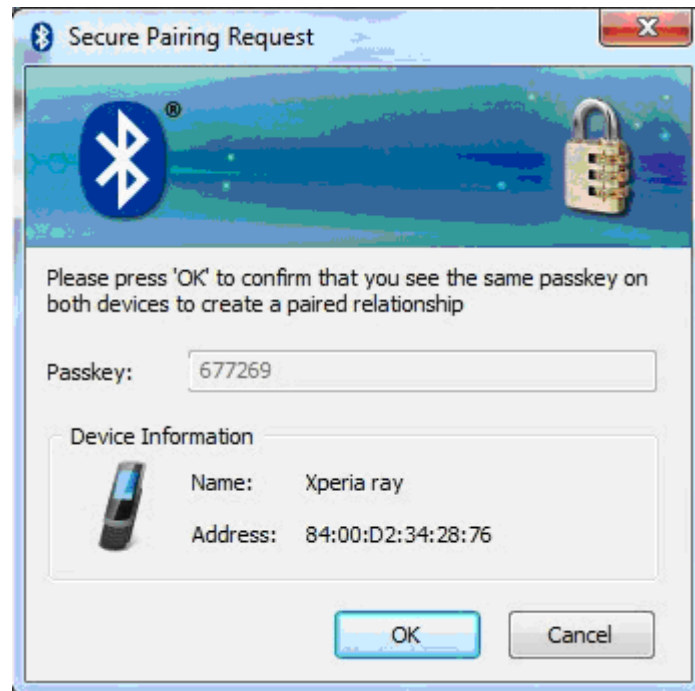 Secure Pairing Request
®
Please press 'OK' to confirm that you see the same passkey on
both devices to create a paired relationship
Passkey: 677269
Device Information
Name: Xperia ray
Address: 84:00:D2:34:28:76
OK Cancel